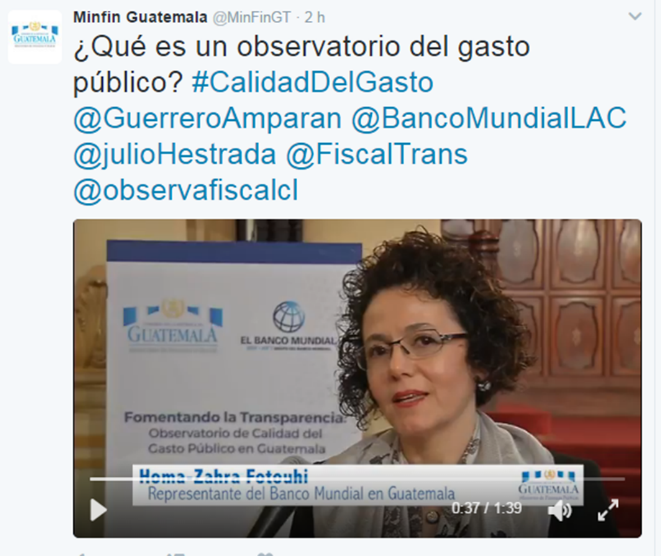 Minfin Guatemala @MinFinGT · 2 h
¿Qué es un observatorio del gasto
público? #CalidadDelGasto
@GuerreroAmparan @BancoMundialLAC
@julioHestrada @FiscalTrans
@observafiscalcl
GUATEMALA
EL BANCO MUNDIAL
Fomentando la Transparencia:
Observatorio de Calidad del
Gasto Público en Guatemala
Homa Zahra Fotouhi
Representante del Banco Mundial en Guatemala
GUATEMALA
0:37 / 1:39